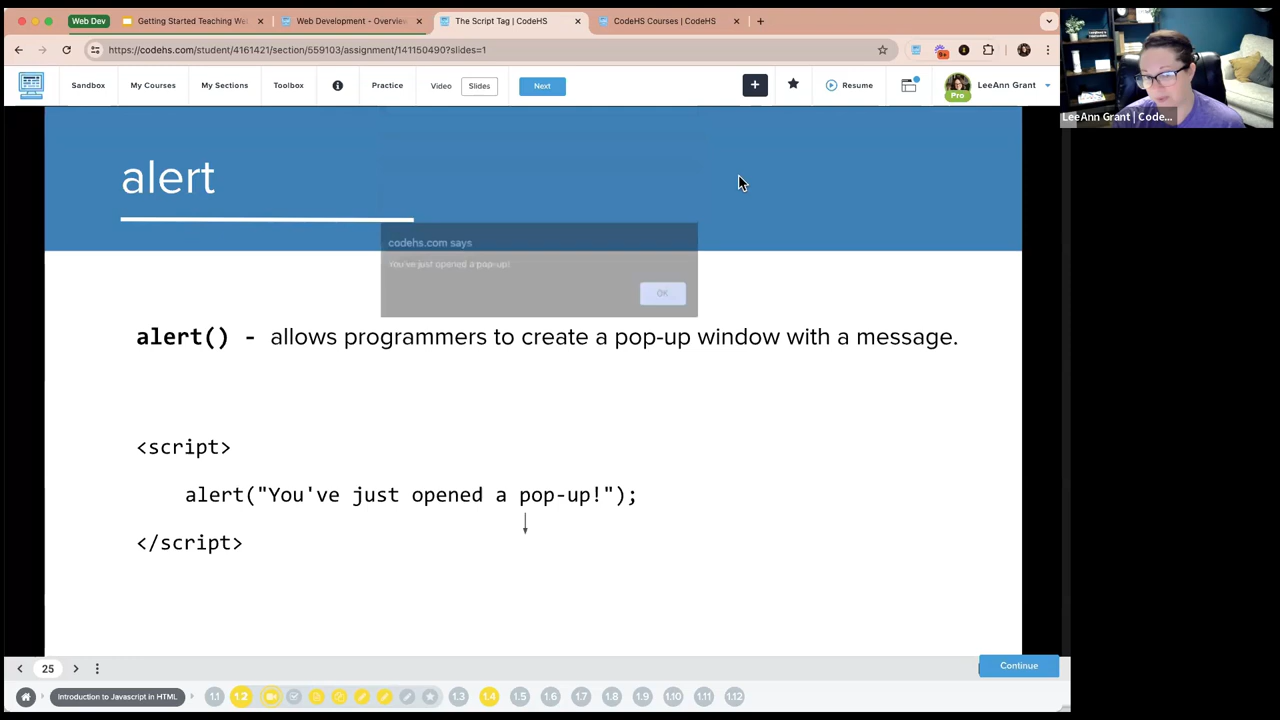 Web Dev
Getting Started Teaching We
Web Development - Overview
The Script Tag | CodeHS
CodeHS Courses | CodeHS
https://codehs.com/student/4161421/section/559103/assignment/141150490?slides=1
9+
Sandbox
My Courses
My Sections
Toolbox
Practice
Video
Slides
Next
Resume
Pro
LeeAnn Grant
LeeAnn Grant | Code...
alert
codehs.com says
You've just opened a pop-up!
OK
alert() - allows programmers to create a pop-up window with a message.
<script>
alert("You've just opened a pop-up!");
</script>
25
Continue
Introduction to Javascript in HTML
1.1
1.2
1.3
1.4
1.5
1.6
1.7
1.8
1.9
1.10
1.11
1.12